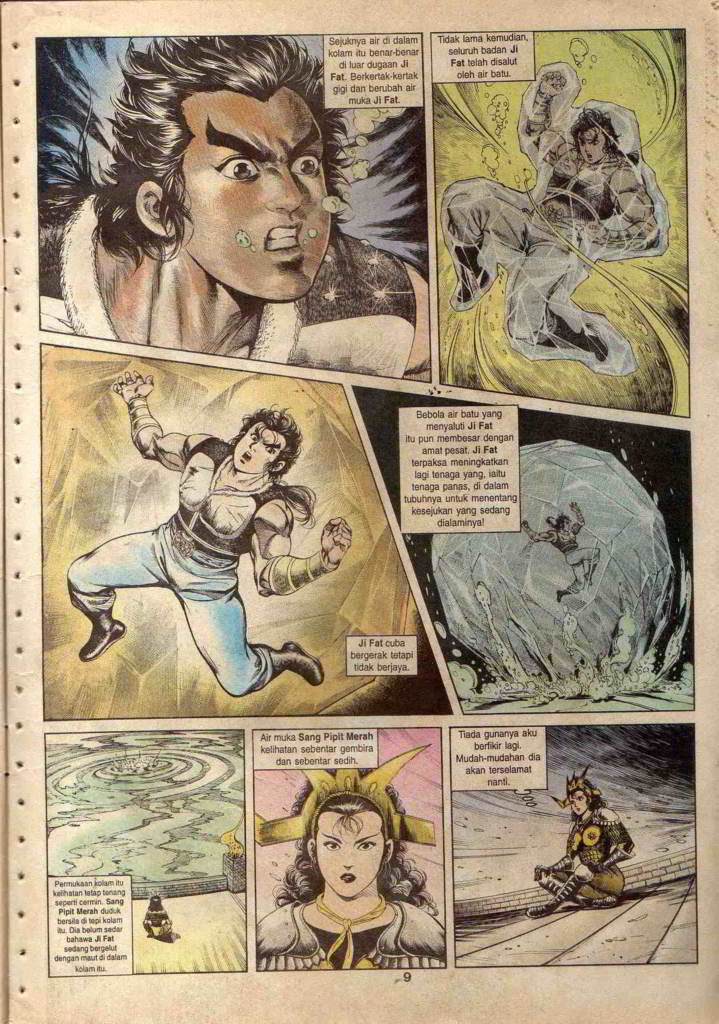 Sejuknya air di dalam
kolam itu benar-benar
di luar dugaan Ji
Fat. Berkertak-kertak
gigi dan berubah air
muka Ji Fat.
Tidak lama kemudian,
seluruh badan Ji
Fat telah disalut
oleh air batu.
Ji Fat cuba
bergerak tetapi
tidak berjaya.
Bebola air batu yang
menyaluti Ji Fat
itu pun membesar dengan
amat pesat. Ji Fat
terpaksa meningkatkan
lagi tenaga yang, iaitu
tenaga panas, di dalam
tubuhnya untuk menentang
kesejukan yang sedang
dialaminya!
Permukaan kolam itu
kelihatan tetap tenang
seperti cermin. Sang
Pipit Merah duduk
bersila di tepi kolam
itu. Dia belum sedar
bahawa Ji Fat
sedang bergelut
dengan maut di dalam
kolam itu.
Air muka Sang Pipit Merah
kelihatan sebentar gembira
dan sebentar sedih.
Tiada gunanya aku
berfikir lagi.
Mudah-mudahan dia
akan terselamat
nanti.
9